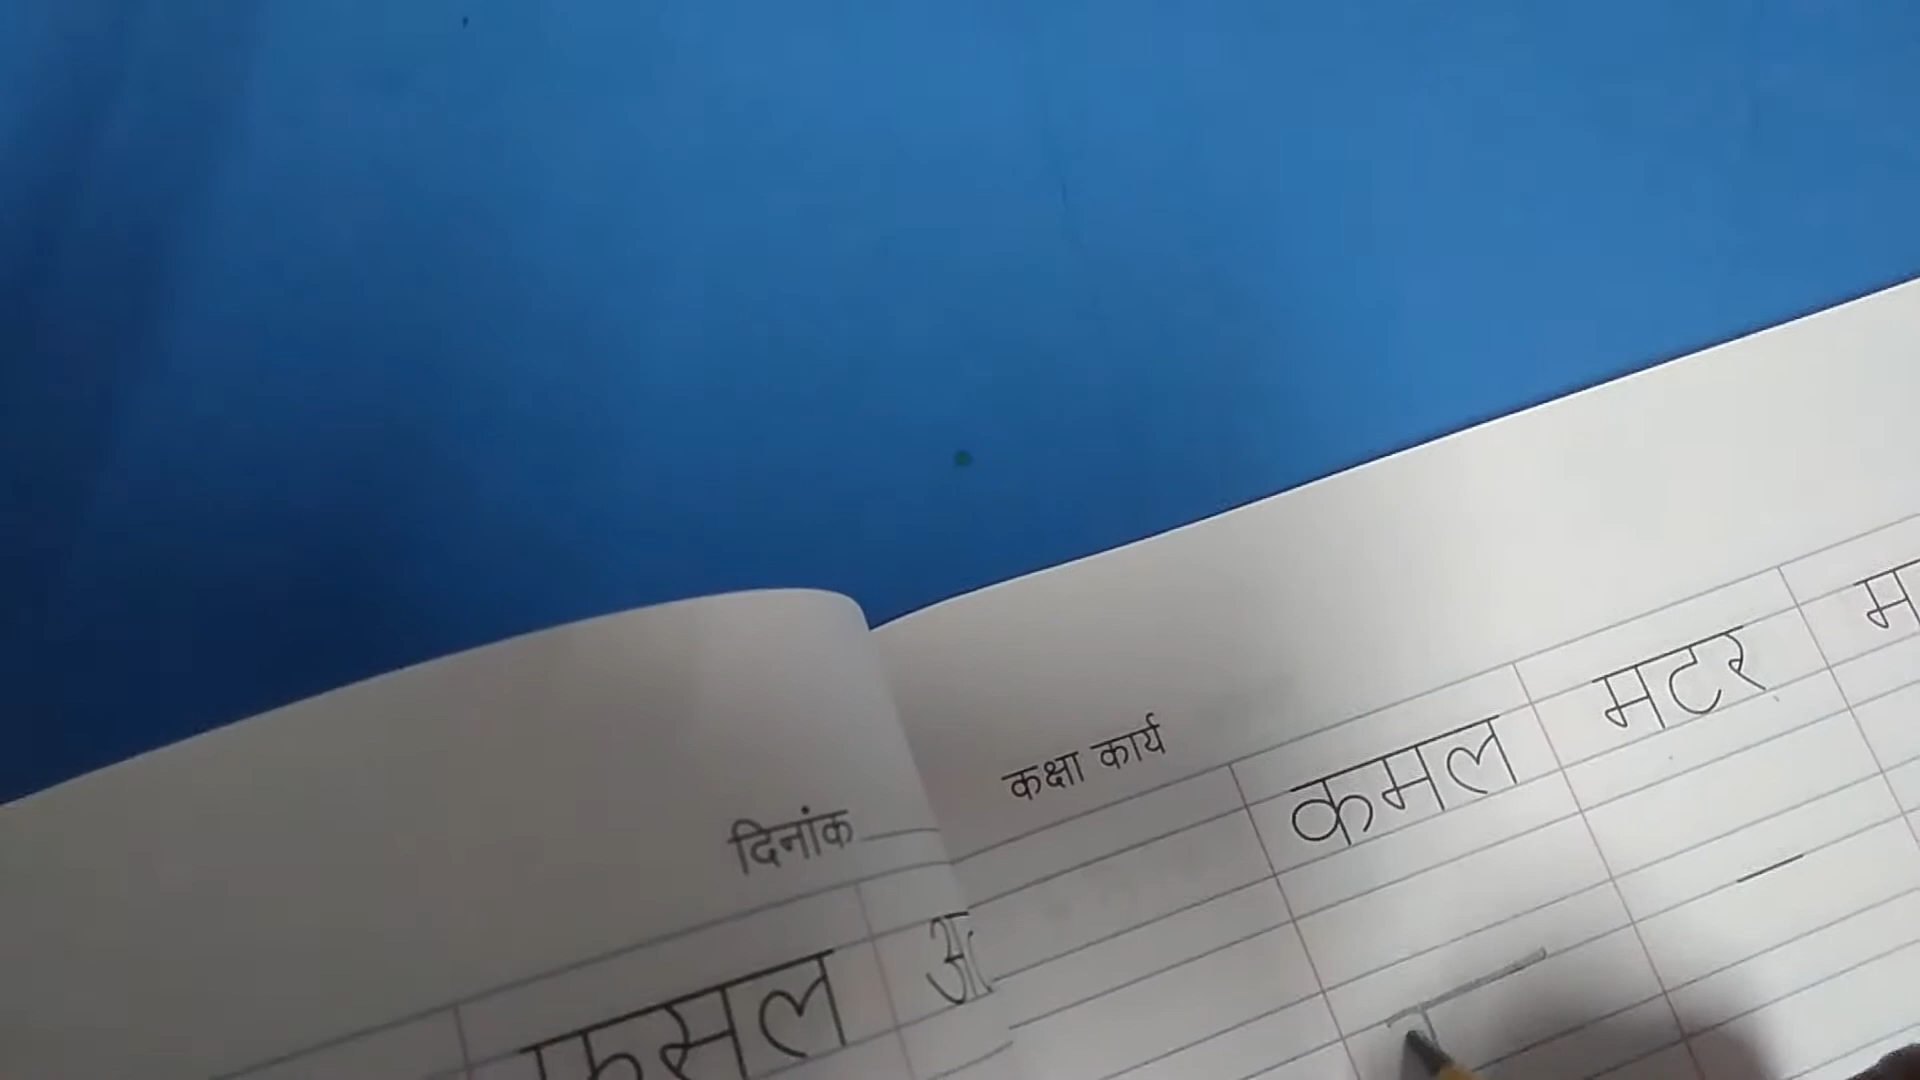 दिनांक
फसल
कक्षा कार्य
कमल मटर